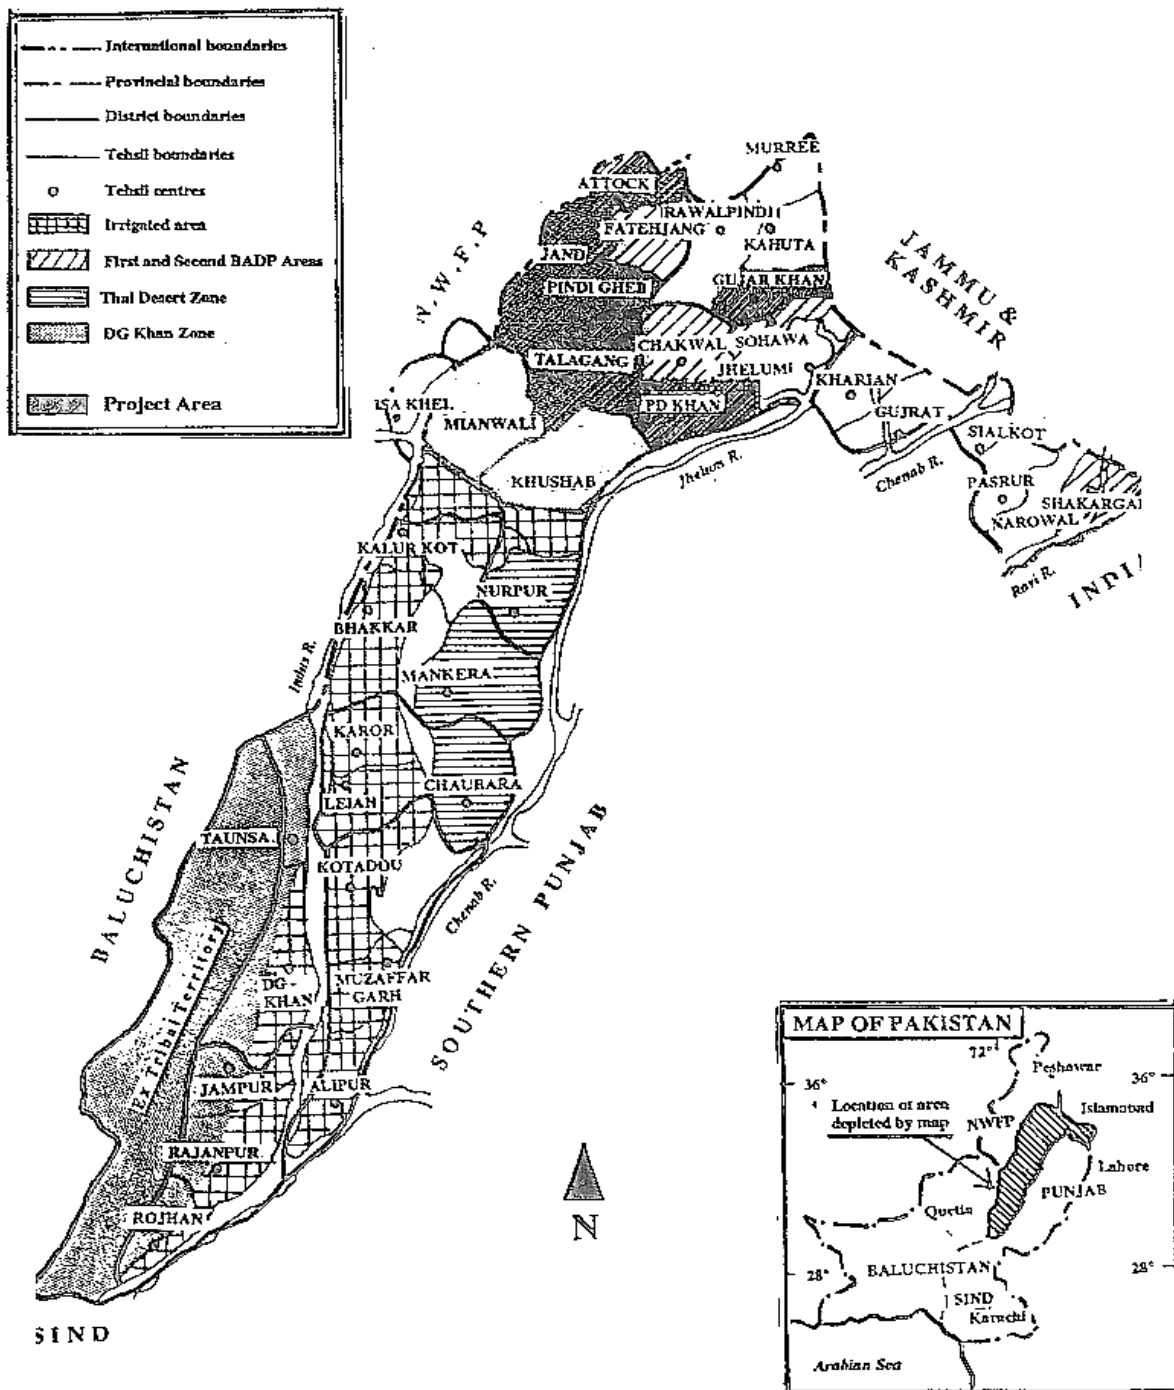 International boundaries
Provincial boundaries
District boundaries
Tehsil boundaries
Tehsil centres
Irrigated area
First and Second BADP Areas
Thal Desert Zone
DG Khan Zone
Project Area
MURREE
ATTOCK
RAWALPINDI
FATEHJANG
KAHUTA
JAND
PINDI GHEB
GUJAR KHAN
N.W.F.P
JAMMU &
KASHMIR
CHAKWAL
SOHAWA
TALAGANG
JHELUM
KHARIAN
ISA KHEL
PD KHAN
MIANWALI
GUJRAT
SIALKOT
Jhelum R.
Chenab R.
KHUSHAB
PASRUR
SHAKARGA
NAROWAL
Ravi R.
INDIA
KALUR KOT
NURPUR
BHAKKAR
Indus R.
MANKERA
KAROR
CHAUBARA
LEIAH
BALUCHISTAN
TAUNSA
KOTADOU
Chenab R.
SOUTHERN PUNJAB
Ex Tribal Territory
DG
KHAN
MUZAFFAR
GARH
JAMPUR
ALIPUR
RAJANPUR
ROJHAN
N
SIND
MAP OF PAKISTAN
72°
Peshawar
36°
36°
Location of area
depleted by map
NWFP
Islamabad
Lahore
PUNJAB
Quetta
BALUCHISTAN
28°
28°
SIND
Karachi
Arabian Sea